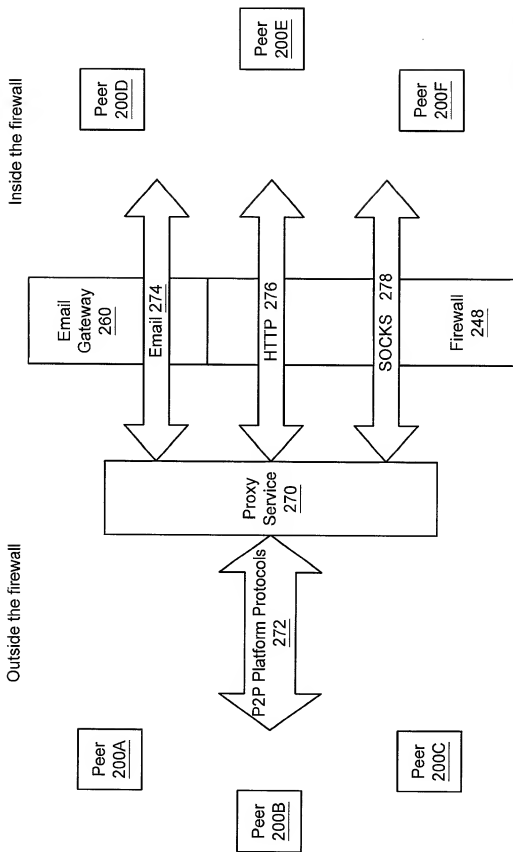 Outside the firewall
Inside the firewall
Peer
200A
Peer
200B
Peer
200C
P2P Platform Protocols
272
Proxy
Service
270
Email
Gateway
260
Email 274
HTTP 276
SOCKS 278
Firewall
248
Peer
200D
Peer
200E
Peer
200F